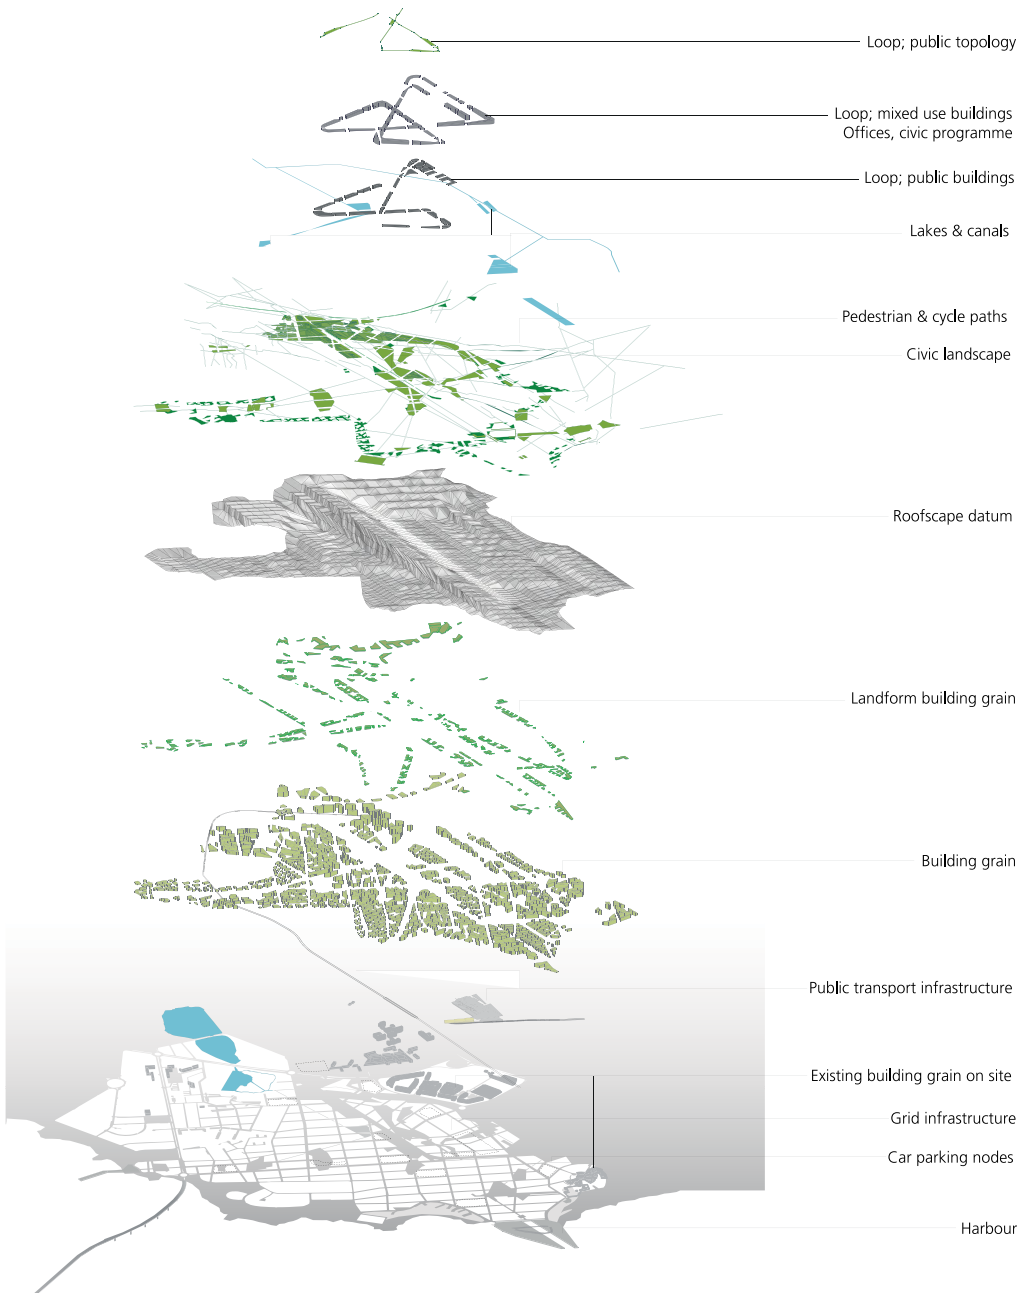 Loop; public topology
Loop; mixed use buildings
Offices, civic programme
Loop; public buildings
Lakes & canals
Pedestrian & cycle paths
Civic landscape
Roofscape datum
Landform building grain
Building grain
Public transport infrastructure
Existing building grain on site
Grid infrastructure
Car parking nodes
Harbour